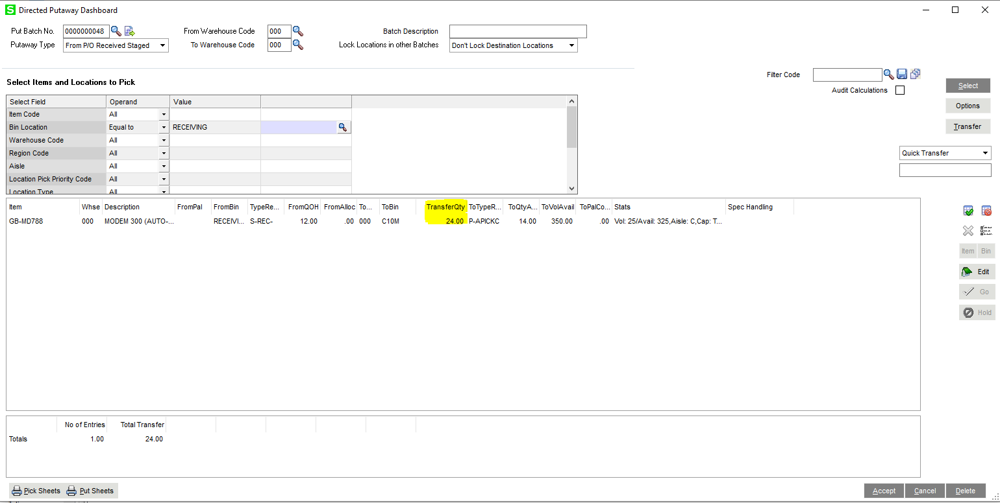 S Directed Putaway Dashboard
Put Batch No. 0000000048 From Warehouse Code 000 Batch Description
Putaway Type From P/O Received Staged To Warehouse Code 000 Lock Locations in other Batches Don't Lock Destination Locations
Filter Code
Select Items and Locations to Pick
Select
Audit Calculations
Select Field Operand Value
Options
Item Code All
Bin Location Equal to RECEIVING
Transfer
Warehouse Code All
Region Code All
Quick Transfer
Aisle All
Location Pick Priority Code All
Location Type All
Item Whse Description FromPal FromBin TypeRe... FromQOH FromAlloc To... ToBin TransferQty ToTypeR... ToQtyA... ToVolAvail ToPalCo... Stats Spec Handling
GB-MD788 000 MODEM 300 (AUTO-... RECEIVI... S-REC- 12.00 .00 000 C10M 24.00 P-APICKC 14.00 350.00 .00 Vol: 25/Avail: 325,Aisle: C,Cap: T...
Item Bin
Edit
Go
Hold
No of Entries Total Transfer
Totals 1.00 24.00
Pick Sheets Put Sheets Accept Cancel Delete